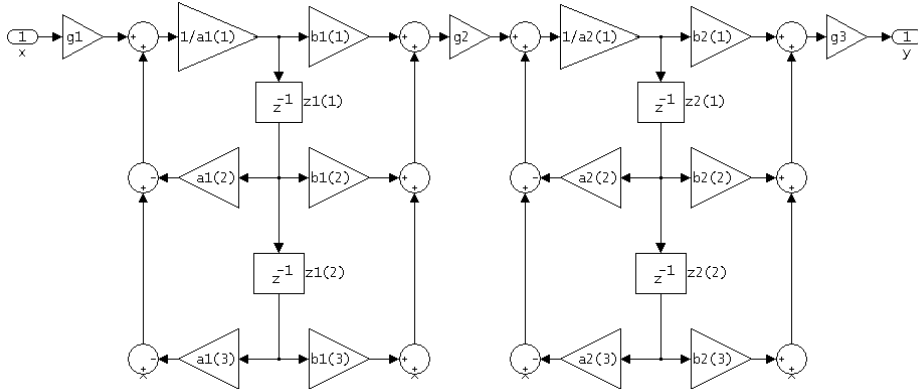 1 g1 + + 1/a1(1) b1(1) + + g2 + + 1/a2(1) b2(1) + + g3 1
x y
z⁻¹ z1(1) z⁻¹ z2(1)
- + a1(2) b1(2) + + - + a2(2) b2(2) + +
z⁻¹ z1(2) z⁻¹ z2(2)
- a1(3) b1(3) + - a2(3) b2(3) +